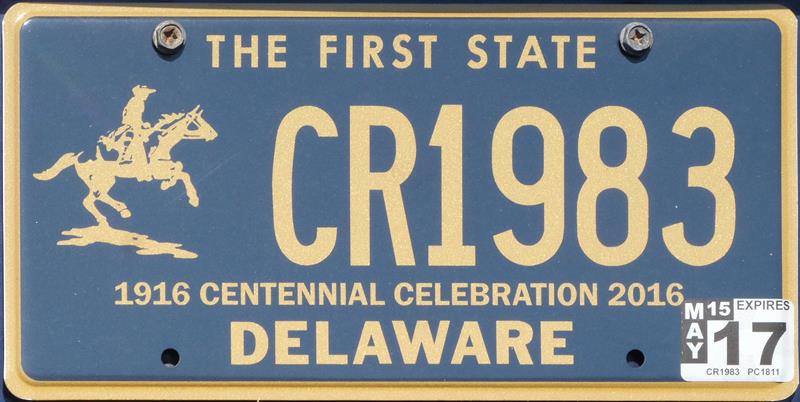 THE FIRST STATE
CR1983
1916 CENTENNIAL CELEBRATION 2016
DELAWARE
MAY 15 EXPIRES
17
CR1983 PC1811